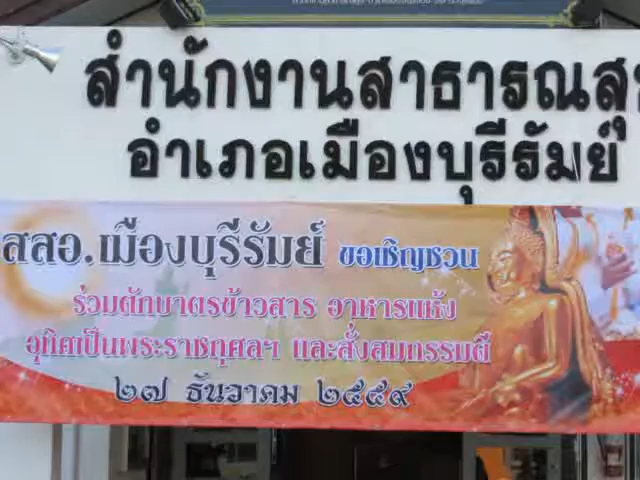 สำนักงานสาธารณสุข
อำเภอเมืองบุรีรัมย์
สสอ.เมืองบุรีรัมย์ ขอเชิญชวน
ร่วมตักบาตรข้าวสาร อาหารแห้ง
อุทิศเป็นพระราชกุศลฯ และสั่งสมกรรมดี
๒๗ ธันวาคม ๒๕๕๙